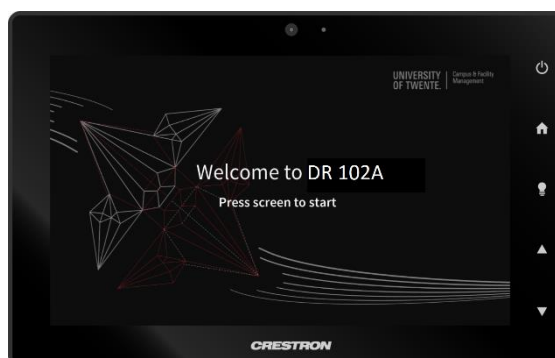 UNIVERSITY OF TWENTE. | Campus & Facility Management
Welcome to DR 102A
Press screen to start
CRESTRON